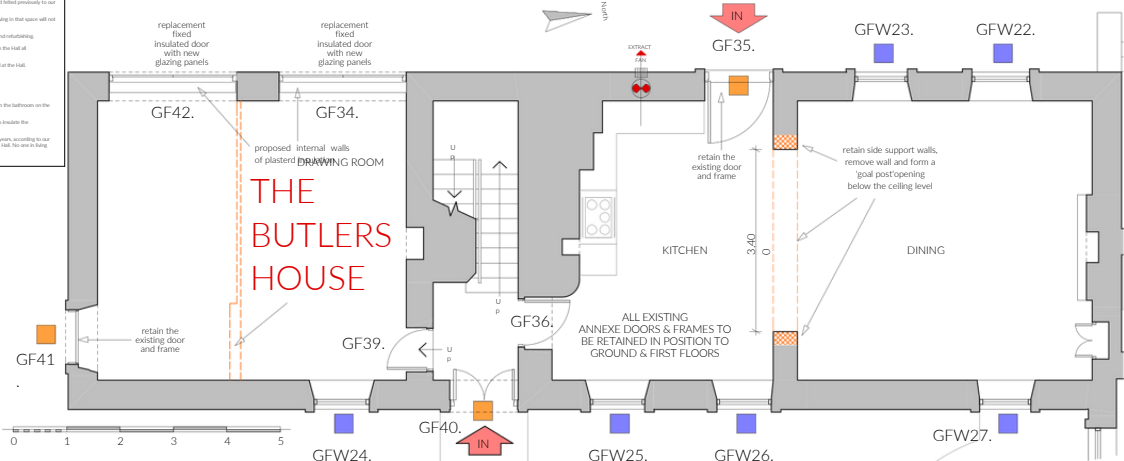 replacement
fixed
insulated door
with new
glazing panels
replacement
fixed
insulated door
with new
glazing panels
North
IN
GF35.
EXTRACT
FAN
GFW23.
GFW22.
GF42.
GF34.
proposed internal walls
of plasterd insulation
DRAWING ROOM
THE
BUTLERS
HOUSE
Up
Up
Up
retain the
existing door
and frame
retain side support walls,
remove wall and form a
'goal post'opening
below the ceiling level
3.40
0
KITCHEN
DINING
ALL EXISTING
ANNEXE DOORS & FRAMES TO
BE RETAINED IN POSITION TO
GROUND & FIRST FLOORS
GF36.
GF39.
retain the
existing door
and frame
GF41
.
GF40.
IN
0 1 2 3 4 5
GFW24.
GFW25.
GFW26.
GFW27.